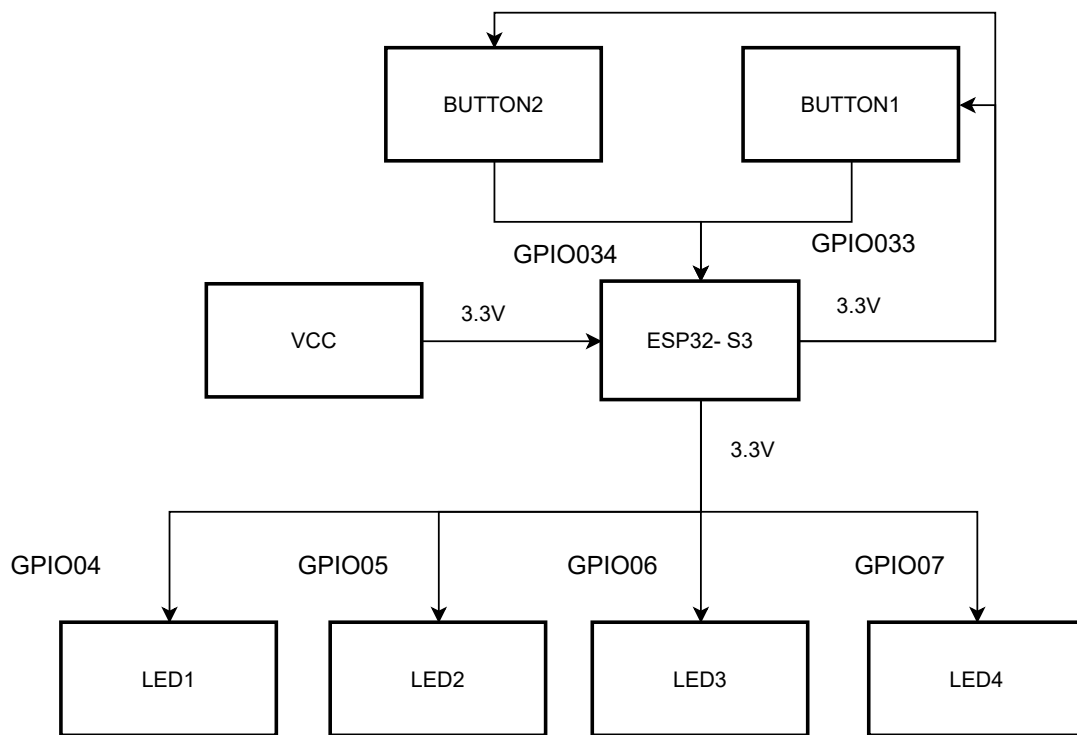 BUTTON2
BUTTON1
GPIO034
GPIO033
VCC
3.3V
ESP32- S3
3.3V
3.3V
GPIO04
GPIO05
GPIO06
GPIO07
LED1
LED2
LED3
LED4